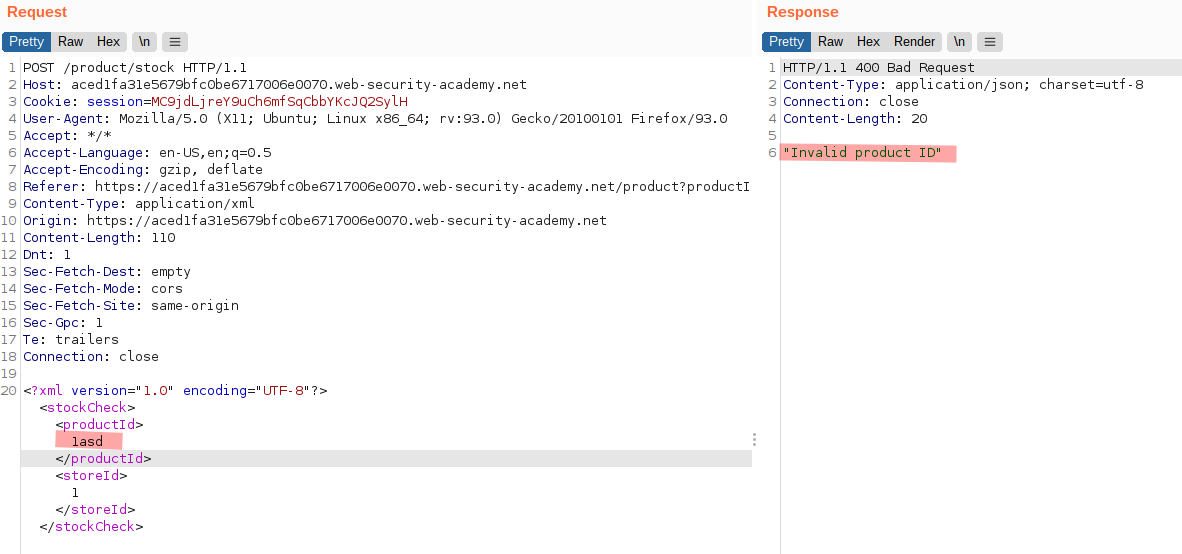 Request
Pretty Raw Hex \n
1 POST /product/stock HTTP/1.1
2 Host: aced1fa31e5679bfc0be6717006e0070.web-security-academy.net
3 Cookie: session=MC9jdLjreY9uCh6mfSqCbbYKcJQ2SylH
4 User-Agent: Mozilla/5.0 (X11; Ubuntu; Linux x86_64; rv:93.0) Gecko/20100101 Firefox/93.0
5 Accept: */*
6 Accept-Language: en-US,en;q=0.5
7 Accept-Encoding: gzip, deflate
8 Referer: https://aced1fa31e5679bfc0be6717006e0070.web-security-academy.net/product?productI
9 Content-Type: application/xml
10 Origin: https://aced1fa31e5679bfc0be6717006e0070.web-security-academy.net
11 Content-Length: 110
12 Dnt: 1
13 Sec-Fetch-Dest: empty
14 Sec-Fetch-Mode: cors
15 Sec-Fetch-Site: same-origin
16 Sec-Gpc: 1
17 Te: trailers
18 Connection: close
19
20 <?xml version="1.0" encoding="UTF-8"?>
<stockCheck>
<productId>
1asd
</productId>
<storeId>
1
</storeId>
</stockCheck>
Response
Pretty Raw Hex Render \n
1 HTTP/1.1 400 Bad Request
2 Content-Type: application/json; charset=utf-8
3 Connection: close
4 Content-Length: 20
5
6 "Invalid product ID"